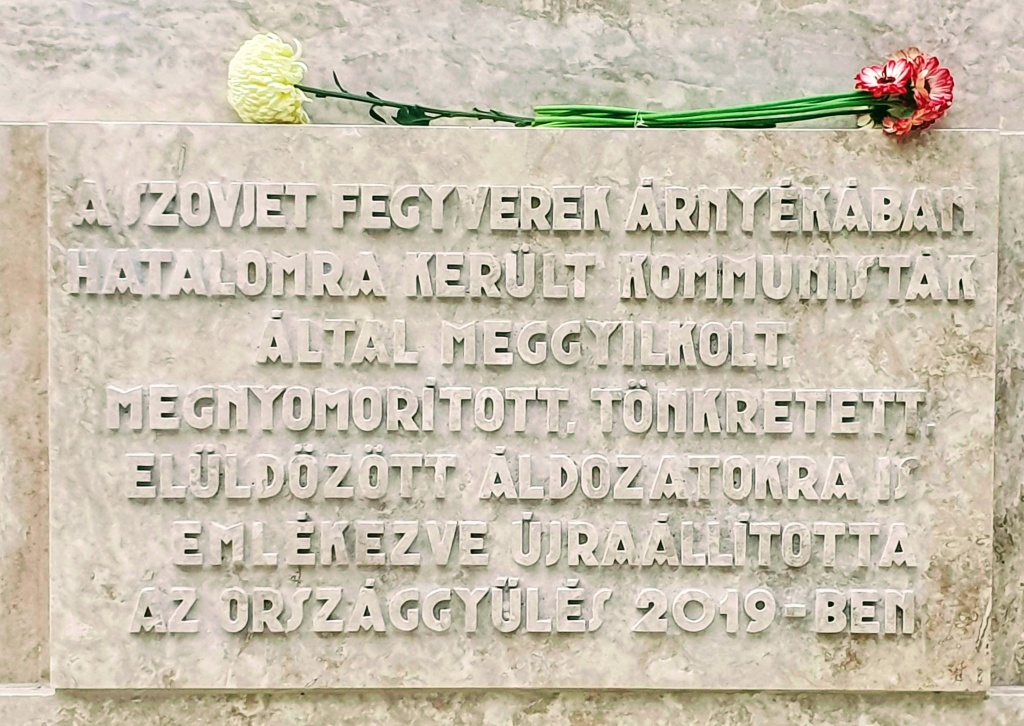 A SZOVJET FEGYVEREK ÁRNYÉKÁBAN
HATALOMRA KERÜLT KOMMUNISTÁK
ÁLTAL MEGGYILKOLT,
MEGNYOMORÍTOTT, TÖNKRETETT,
ELÜLDÖZÖTT ÁLDOZATOKRA IS
EMLÉKEZVE ÚJRAÁLLÍTOTTA
AZ ORSZÁGGYŰLÉS 2019-BEN